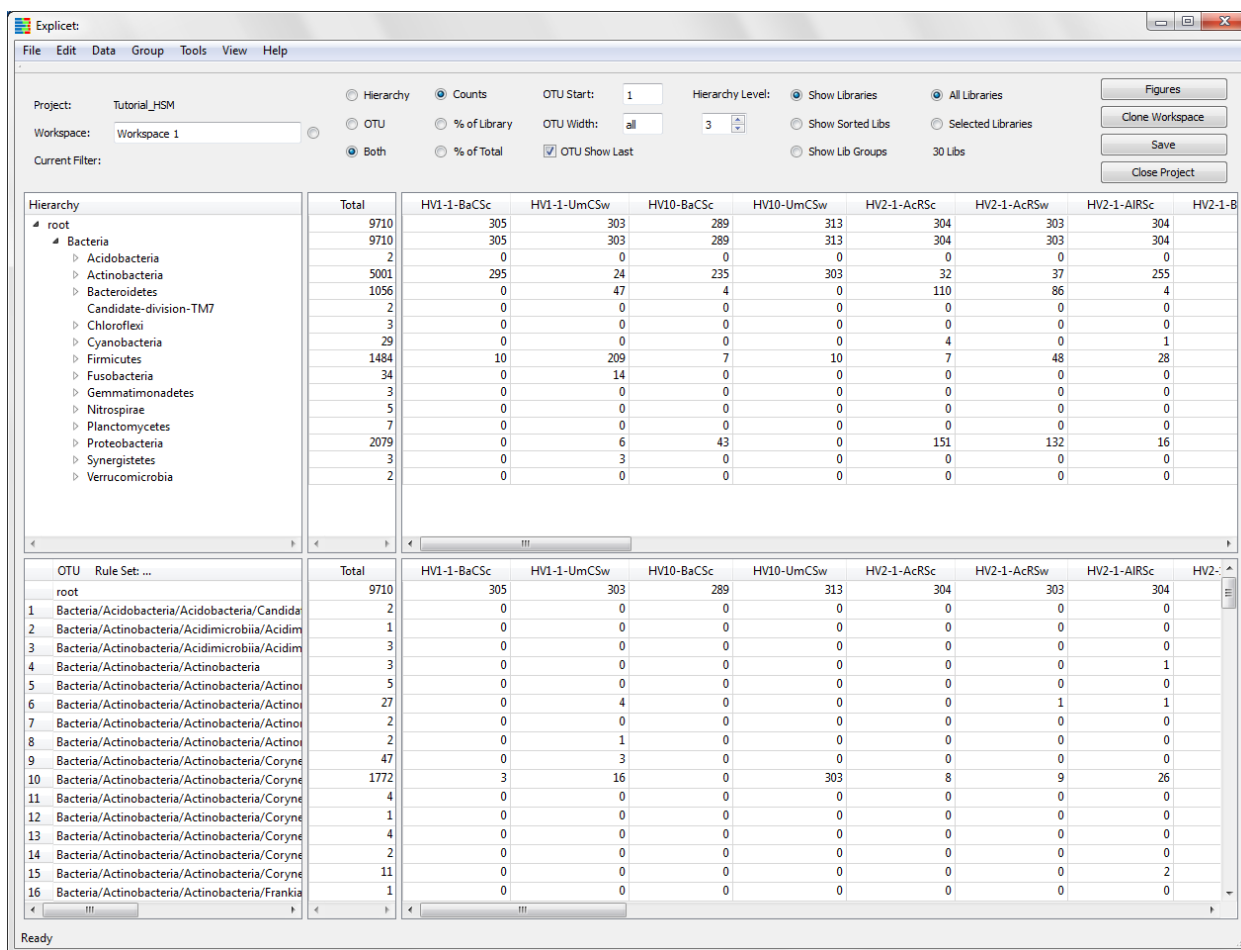 Explicet:
File Edit Data Group Tools View Help
Project: Tutorial_HSM
Workspace: Workspace 1
Current Filter:
Hierarchy Counts OTU Start: 1 Hierarchy Level: Show Libraries All Libraries Figures
OTU % of Library OTU Width: all 3 Show Sorted Libs Selected Libraries Clone Workspace
Both % of Total OTU Show Last Show Lib Groups 30 Libs Save
Close Project
Hierarchy Total HV1-1-BaCSc HV1-1-UmCSw HV10-BaCSc HV10-UmCSw HV2-1-AcRSc HV2-1-AcRSw HV2-1-AlRSc HV2-1-B
root 9710 305 303 289 313 304 303 304
Bacteria 9710 305 303 289 313 304 303 304
Acidobacteria 2 0 0 0 0 0 0 0
Actinobacteria 5001 295 24 235 303 32 37 255
Bacteroidetes 1056 0 47 4 0 110 86 4
Candidate-division-TM7 2 0 0 0 0 0 0 0
Chloroflexi 3 0 0 0 0 0 0 0
Cyanobacteria 29 0 0 0 0 4 0 1
Firmicutes 1484 10 209 7 10 7 48 28
Fusobacteria 34 0 14 0 0 0 0 0
Gemmatimonadetes 3 0 0 0 0 0 0 0
Nitrospirae 5 0 0 0 0 0 0 0
Planctomycetes 7 0 0 0 0 0 0 0
Proteobacteria 2079 0 6 43 0 151 132 16
Synergistetes 3 0 3 0 0 0 0 0
Verrucomicrobia 2 0 0 0 0 0 0 0
OTU Rule Set: ... Total HV1-1-BaCSc HV1-1-UmCSw HV10-BaCSc HV10-UmCSw HV2-1-AcRSc HV2-1-AcRSw HV2-1-AlRSc HV2-
root 9710 305 303 289 313 304 303 304
1 Bacteria/Acidobacteria/Acidobacteria/Candida 2 0 0 0 0 0 0 0
2 Bacteria/Actinobacteria/Acidimicrobiia/Acidim 1 0 0 0 0 0 0 0
3 Bacteria/Actinobacteria/Acidimicrobiia/Acidim 3 0 0 0 0 0 0 0
4 Bacteria/Actinobacteria/Actinobacteria 3 0 0 0 0 0 0 1
5 Bacteria/Actinobacteria/Actinobacteria/Actino 5 0 0 0 0 0 0 0
6 Bacteria/Actinobacteria/Actinobacteria/Actino 27 0 4 0 0 0 1 1
7 Bacteria/Actinobacteria/Actinobacteria/Actino 2 0 0 0 0 0 0 0
8 Bacteria/Actinobacteria/Actinobacteria/Actino 2 0 1 0 0 0 0 0
9 Bacteria/Actinobacteria/Actinobacteria/Coryne 47 0 3 0 0 0 0 0
10 Bacteria/Actinobacteria/Actinobacteria/Coryne 1772 3 16 0 303 8 9 26
11 Bacteria/Actinobacteria/Actinobacteria/Coryne 4 0 0 0 0 0 0 0
12 Bacteria/Actinobacteria/Actinobacteria/Coryne 1 0 0 0 0 0 0 0
13 Bacteria/Actinobacteria/Actinobacteria/Coryne 4 0 0 0 0 0 0 0
14 Bacteria/Actinobacteria/Actinobacteria/Coryne 2 0 0 0 0 0 0 0
15 Bacteria/Actinobacteria/Actinobacteria/Coryne 11 0 0 0 0 0 0 2
16 Bacteria/Actinobacteria/Actinobacteria/Frankia 1 0 0 0 0 0 0 0
Ready